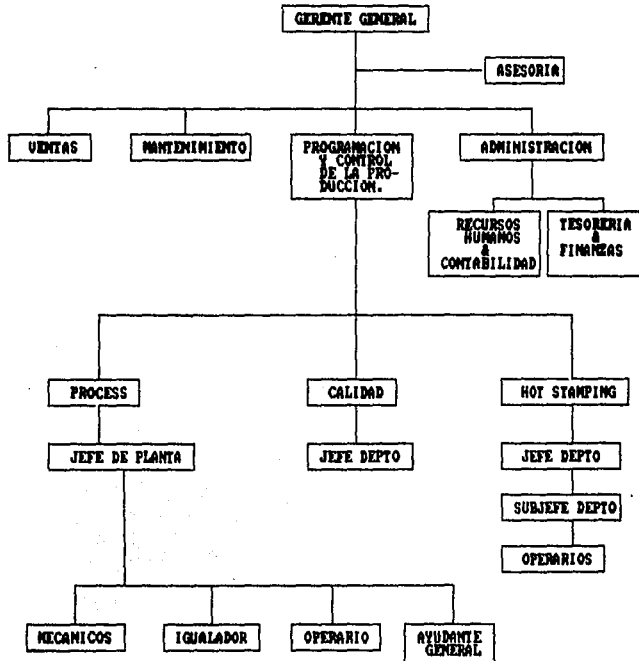 GERENTE GENERAL
ASESORIA
VENTAS
MANTENIMIENTO
PROGRAMACION
Y CONTROL
DE LA PRO-
DUCCION.
ADMINISTRACION
RECURSOS
HUMANOS
&
CONTABILIDAD
TESORERIA
&
FINANZAS
PROCESS
CALIDAD
HOT STAMPING
JEFE DE PLANTA
JEFE DEPTO
JEFE DEPTO
SUBJEFE DEPTO
OPERARIOS
MECANICOS
IGUALADOR
OPERARIO
AYUDANTE
GENERAL